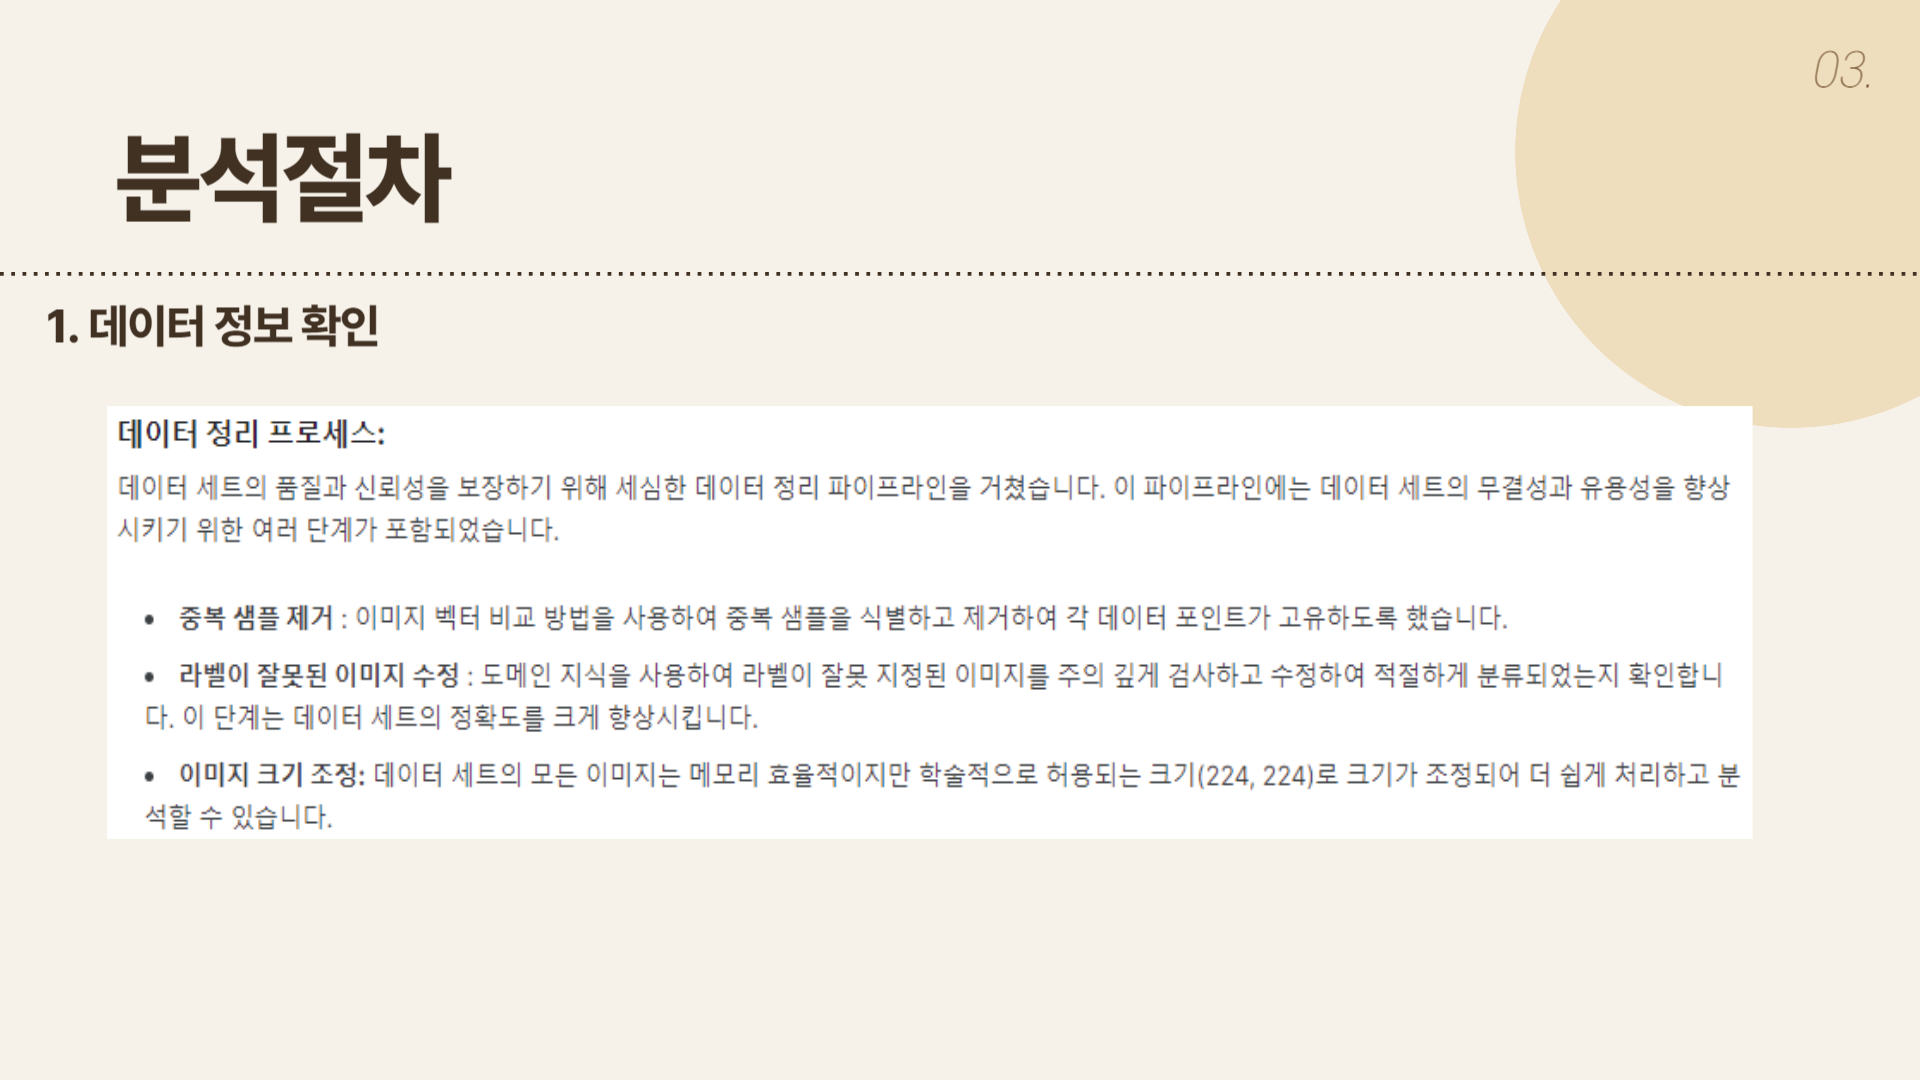 03.
분석절차
1. 데이터 정보 확인
데이터 정리 프로세스:
데이터 세트의 품질과 신뢰성을 보장하기 위해 세심한 데이터 정리 파이프라인을 거쳤습니다. 이 파이프라인에는 데이터 세트의 무결성과 유용성을 향상
시키기 위한 여러 단계가 포함되었습니다.
• 중복 샘플 제거 : 이미지 벡터 비교 방법을 사용하여 중복 샘플을 식별하고 제거하여 각 데이터 포인트가 고유하도록 했습니다.
• 라벨이 잘못된 이미지 수정 : 도메인 지식을 사용하여 라벨이 잘못 지정된 이미지를 주의 깊게 검사하고 수정하여 적절하게 분류되었는지 확인합니
다. 이 단계는 데이터 세트의 정확도를 크게 향상시킵니다.
• 이미지 크기 조정: 데이터 세트의 모든 이미지는 메모리 효율적이지만 학술적으로 허용되는 크기(224, 224)로 크기가 조정되어 더 쉽게 처리하고 분
석할 수 있습니다.